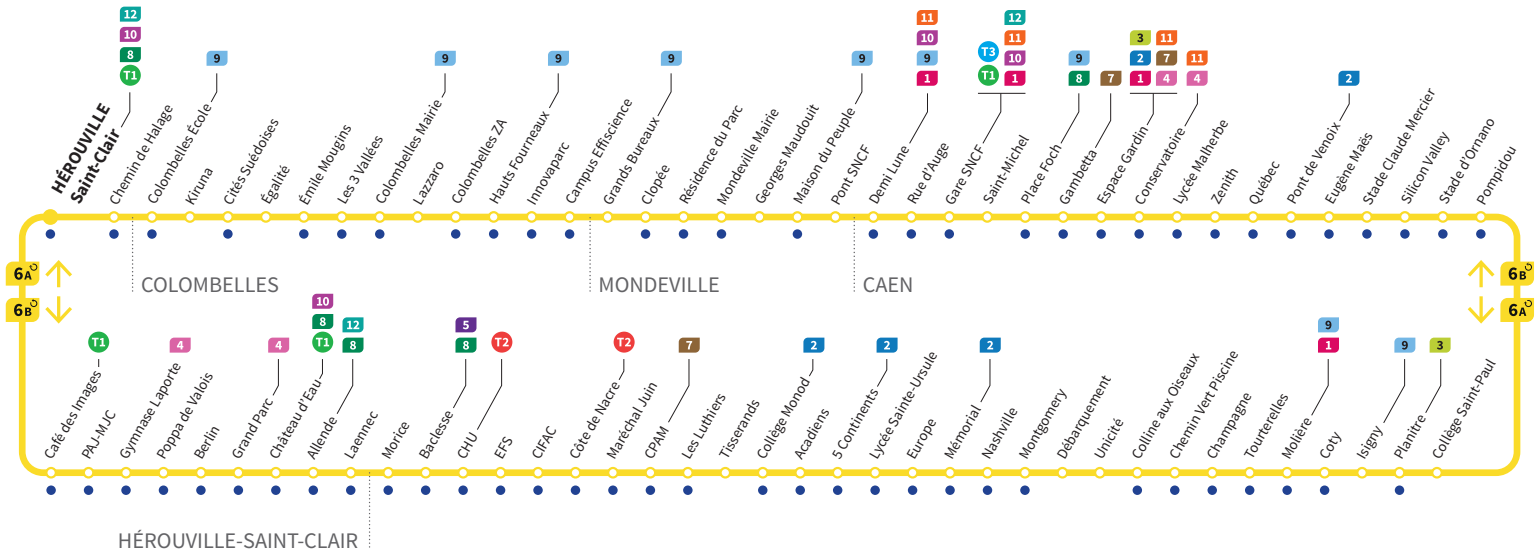 12
10
8
T1
9
9
9
9
9
11
10
9
1
T3
T1
12
11
10
1
9
8
7
3
2
1
11
7
4
11
4
2
HÉROUVILLE
Saint-Clair
Chemin de Halage
Colombelles École
Kiruna
Cités Suédoises
Égalité
Émile Mougins
Les 3 Vallées
Colombelles Mairie
Lazzaro
Colombelles ZA
Hauts Fourneaux
Innovaparc
Campus Effiscience
Grands Bureaux
Clopée
Résidence du Parc
Mondeville Mairie
Georges Maudouit
Maison du Peuple
Pont SNCF
Demi Lune
Rue d'Auge
Gare SNCF
Saint-Michel
Place Foch
Gambetta
Espace Gardin
Conservatoire
Lycée Malherbe
Zenith
Québec
Pont de Venoix
Eugène Maës
Stade Claude Mercier
Silicon Valley
Stade d'Ornano
Pompidou
COLOMBELLES
MONDEVILLE
CAEN
6A
6B
6B
6A
T1
4
4
10
8
T1
12
8
5
8
T2
T2
7
2
2
2
9
1
9
3
Café des Images
PAJ-MJC
Gymnase Laporte
Poppa de Valois
Berlin
Grand Parc
Château d'Eau
Allende
Laennec
Morice
Baclesse
CHU
EFS
CIFAC
Côte de Nacre
Maréchal Juin
CPAM
Les Luthiers
Tisserands
Collège Monod
Acadiens
5 Continents
Lycée Sainte-Ursule
Europe
Mémorial
Nashville
Montgomery
Débarquement
Unicité
Colline aux Oiseaux
Chemin Vert Piscine
Champagne
Tourterelles
Molière
Coty
Isigny
Planitre
Collège Saint-Paul
HÉROUVILLE-SAINT-CLAIR